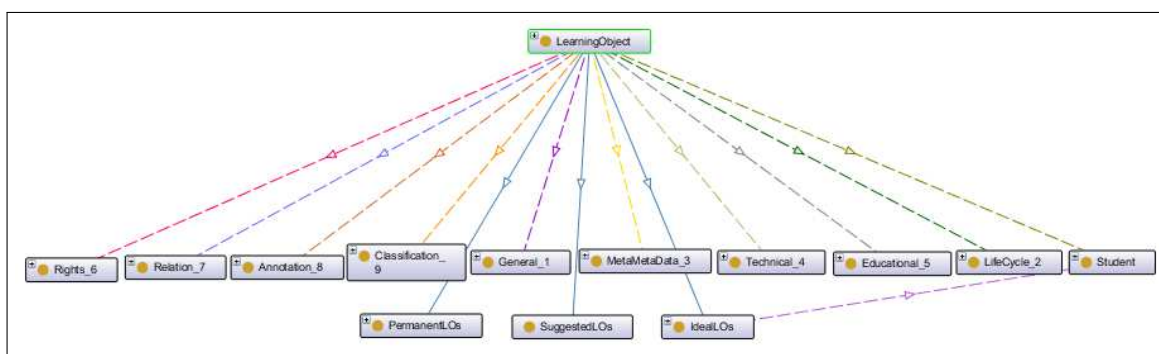 LearningObject
Rights_6
Relation_7
Annotation_8
Classification_
9
General_1
MetaMetaData_3
Technical_4
Educational_5
LifeCycle_2
Student
PermanentLOs
SuggestedLOs
IdealLOs